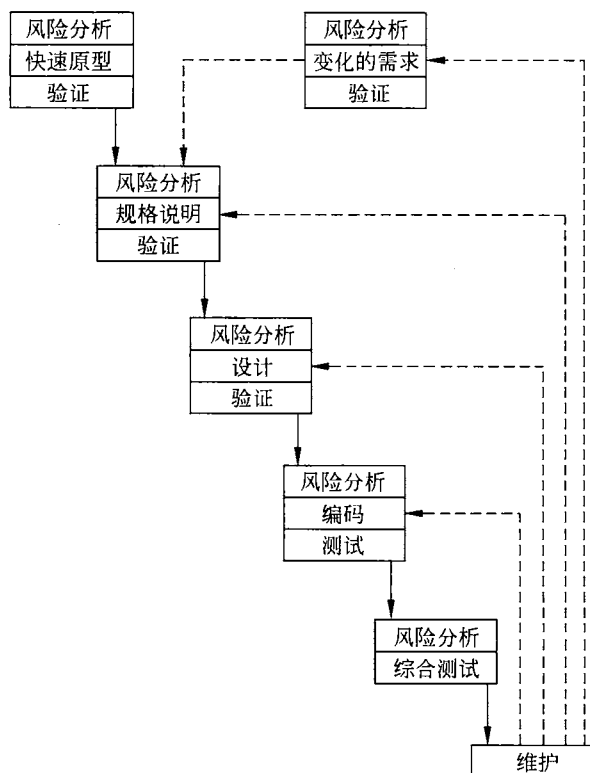 风险分析
快速原型
验证
风险分析
变化的需求
验证
风险分析
规格说明
验证
风险分析
设计
验证
风险分析
编码
测试
风险分析
综合测试
维护